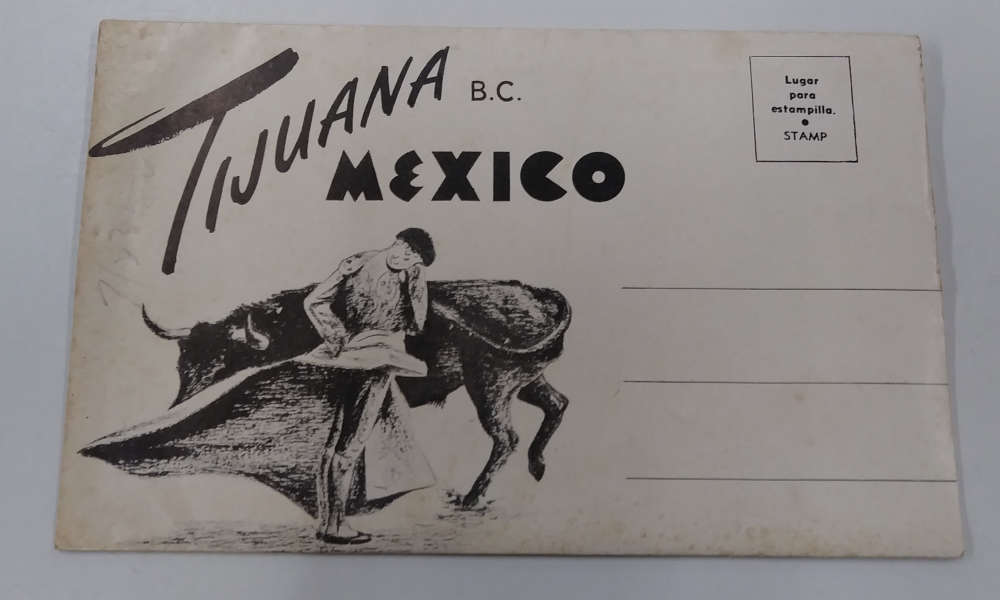 TIJUANA B.C.
MEXICO
Lugar
para
estampilla.
•
STAMP